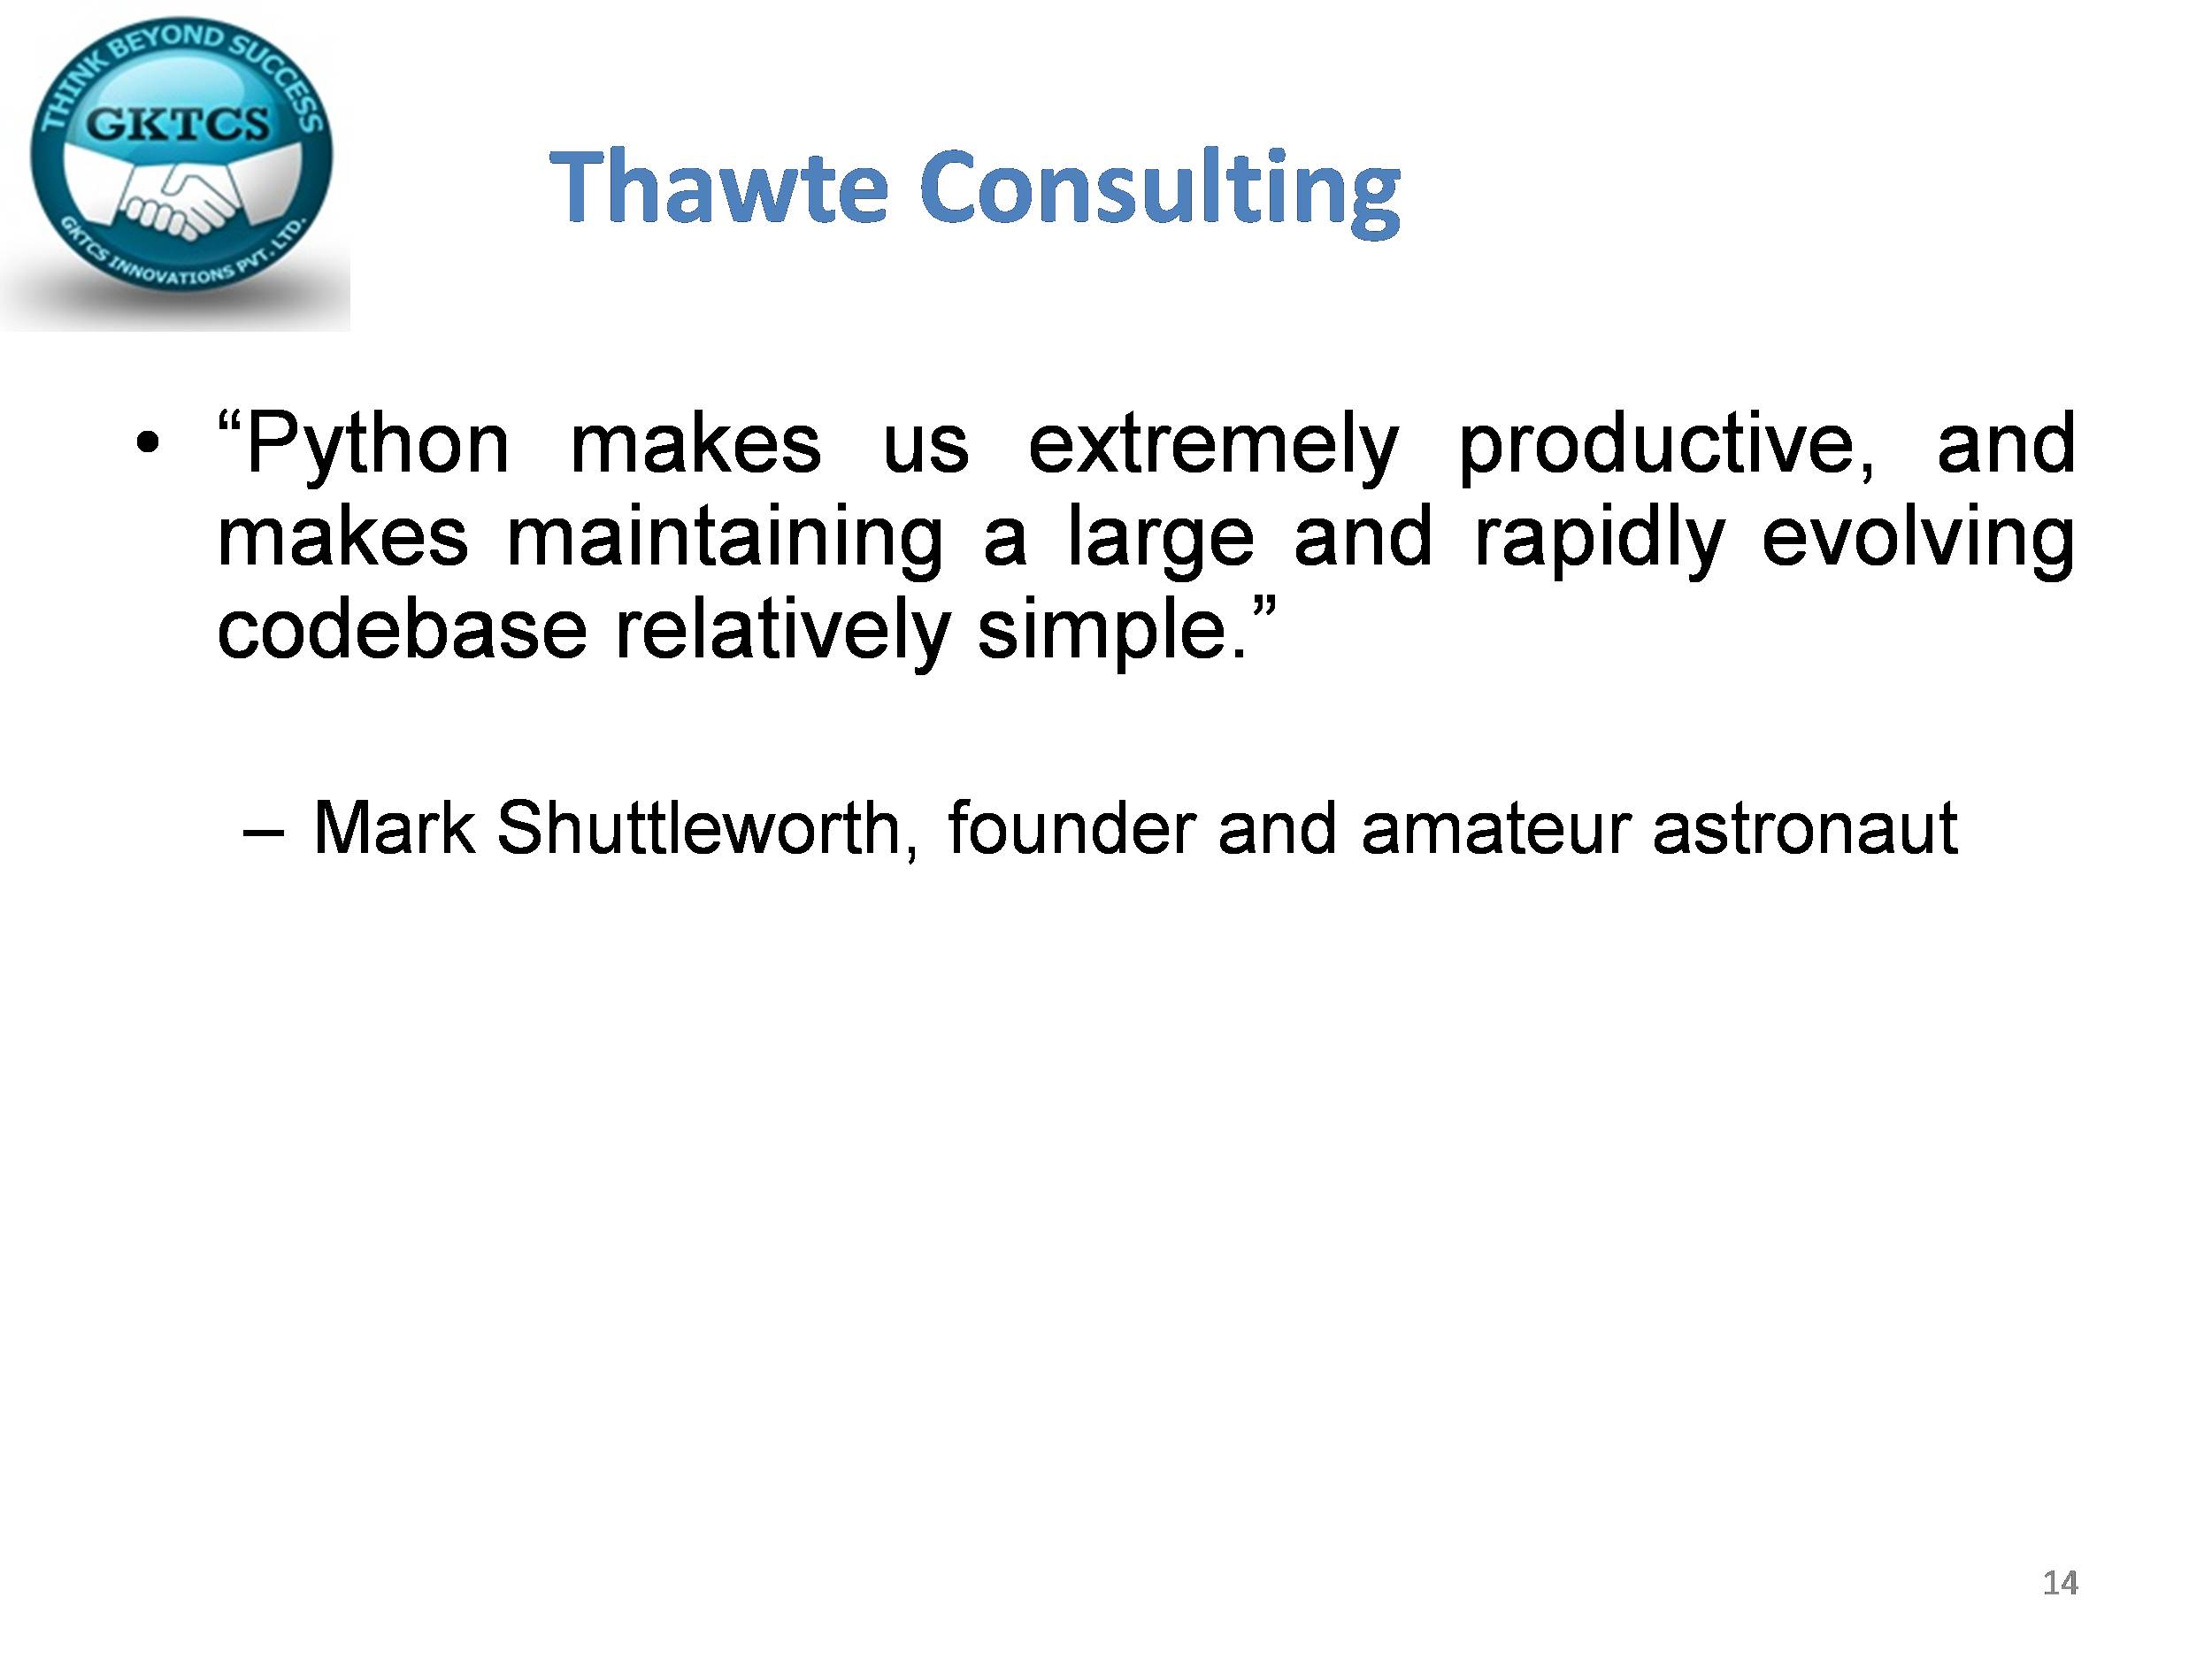 THINK BEYOND SUCCESS
GKTCS
GKTCS INNOVATIONS PVT. LTD.
Thawte Consulting
• “Python makes us extremely productive, and
makes maintaining a large and rapidly evolving
codebase relatively simple.”
– Mark Shuttleworth, founder and amateur astronaut
14